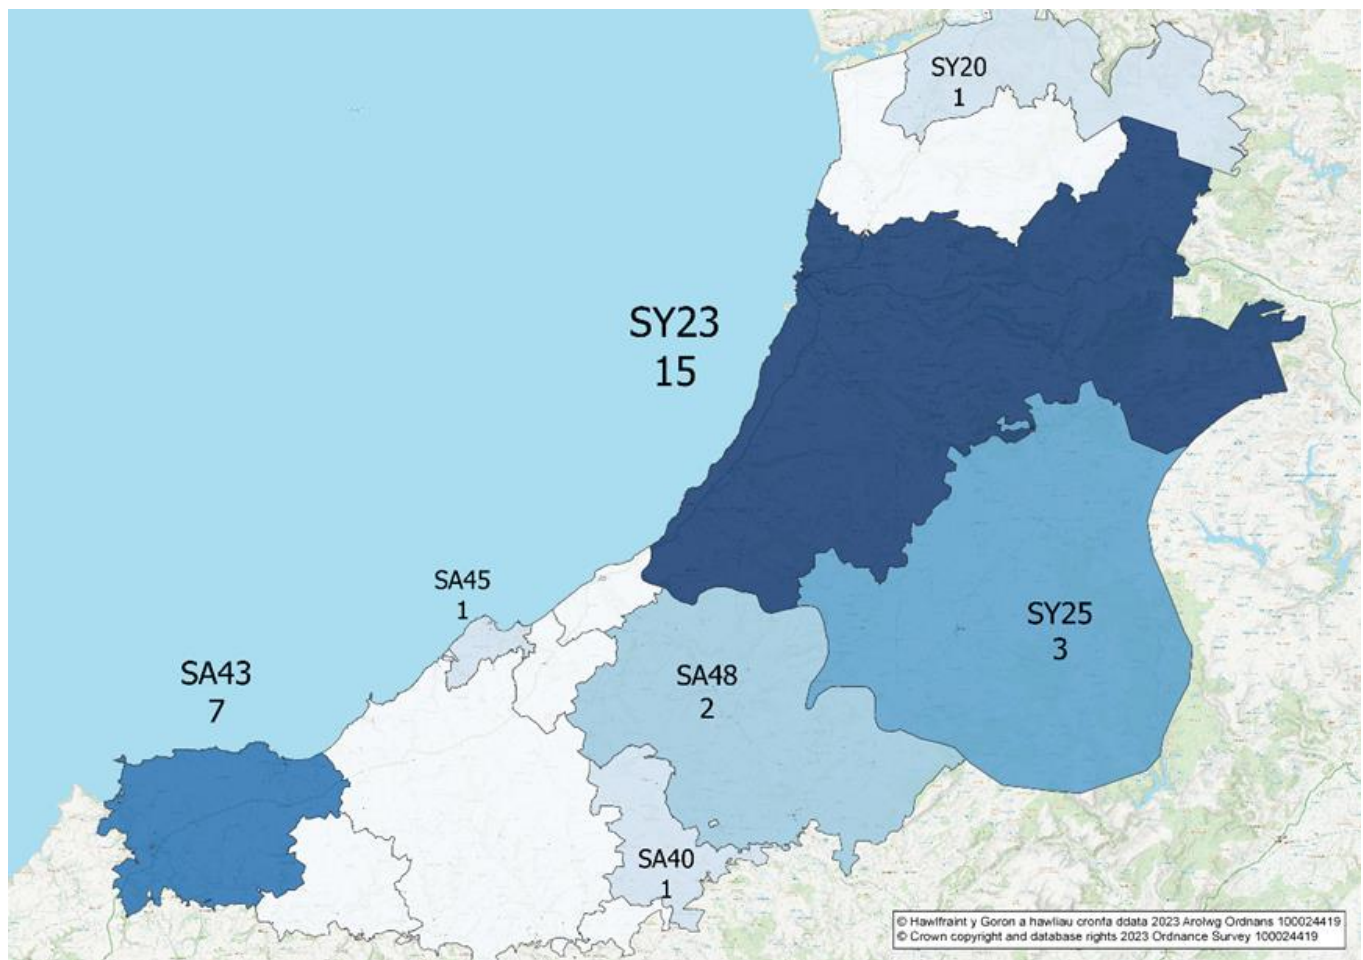 SY20
1
SY23
15
SA45
1
SY25
3
SA43
7
SA48
2
SA40
1
© Hawlfraint y Goron a hawliau cronfa ddata 2023 Arolwg Ordnans 100024419
© Crown copyright and database rights 2023 Ordnance Survey 100024419